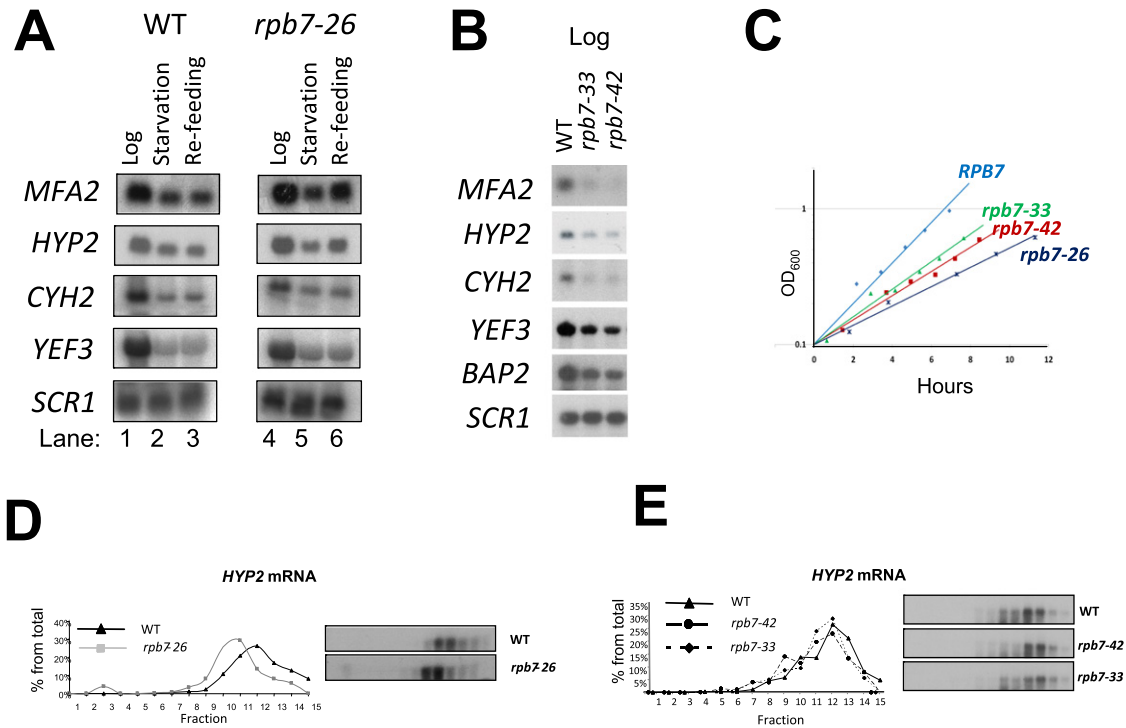 A
WT
rpb7-26
Log
Starvation
Re-feeding
Log
Starvation
Re-feeding
MFA2
HYP2
CYH2
YEF3
SCR1
Lane: 1 2 3 4 5 6
B
Log
WT
rpb7-33
rpb7-42
MFA2
HYP2
CYH2
YEF3
BAP2
SCR1
C
RPB7
rpb7-33
rpb7-42
rpb7-26
OD600
1
0.1
0 2 4 6 8 10 12
Hours
D
HYP2 mRNA
% from total
40%
30%
20%
10%
0%
WT
rpb7-26
1 2 3 4 5 6 7 8 9 10 11 12 13 14 15
Fraction
WT
rpb7-26
E
HYP2 mRNA
% from total
35%
30%
25%
20%
15%
10%
5%
WT
rpb7-42
rpb7-33
1 2 3 4 5 6 7 8 9 10 11 12 13 14 15
Fraction
WT
rpb7-42
rpb7-33